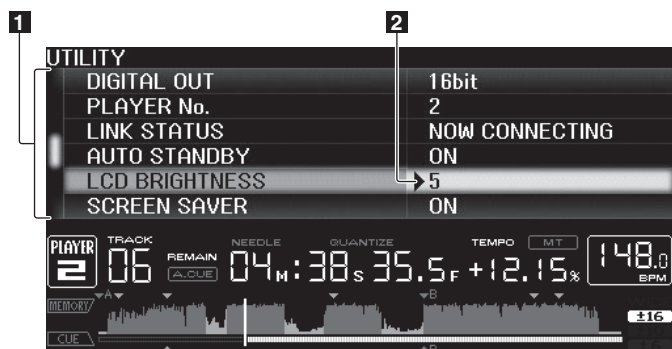 1 2
UTILITY
DIGITAL OUT 16bit
PLAYER No. 2
LINK STATUS NOW CONNECTING
AUTO STANDBY ON
LCD BRIGHTNESS 5
SCREEN SAVER ON
PLAYER 2 TRACK 06 REMAIN A.CUE NEEDLE QUANTIZE 04M:38S 35.5F TEMPO MT +12.15% 148.0 BPM
A B
MEMORY
±16
CUE
B